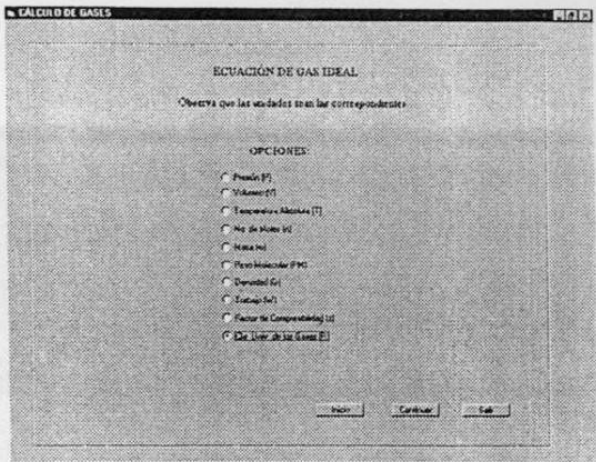 CÁLCULO DE GASES
ECUACIÓN DE GAS IDEAL
Observa que las unidades sean las correspondientes
OPCIONES:
Presión [P]
Volumen [V]
Temperatura Absoluta [T]
No. de Moles [n]
Masa [m]
Peso Molecular [PM]
Densidad
Trabajo [W]
Factor de Compresibilidad [z]
Cte. Univ. de los Gases [R]
Inicio Continuar Salir